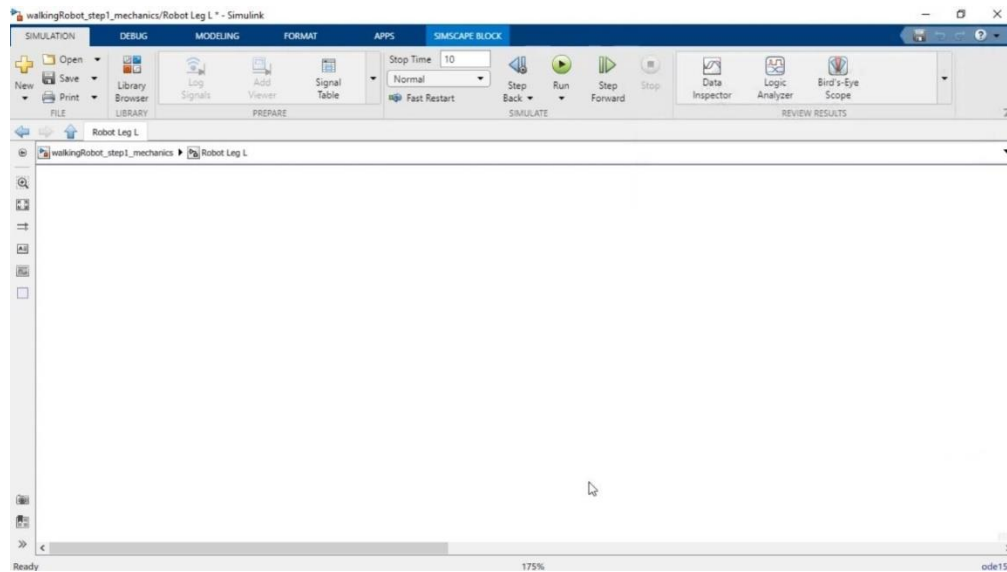 walkingRobot_step1_mechanics/Robot Leg L * - Simulink
SIMULATION DEBUG MODELING FORMAT APPS SIMSCAPE BLOCK
New
Open
Save
Print
FILE
Library Browser
LIBRARY
Log Signals
Add Viewer
Signal Table
PREPARE
Stop Time 10
Normal
Fast Restart
Step Back
Run
Step Forward
Stop
SIMULATE
Data Inspector
Logic Analyzer
Bird's-Eye Scope
REVIEW RESULTS
Robot Leg L
walkingRobot_step1_mechanics Robot Leg L
Ready 175%